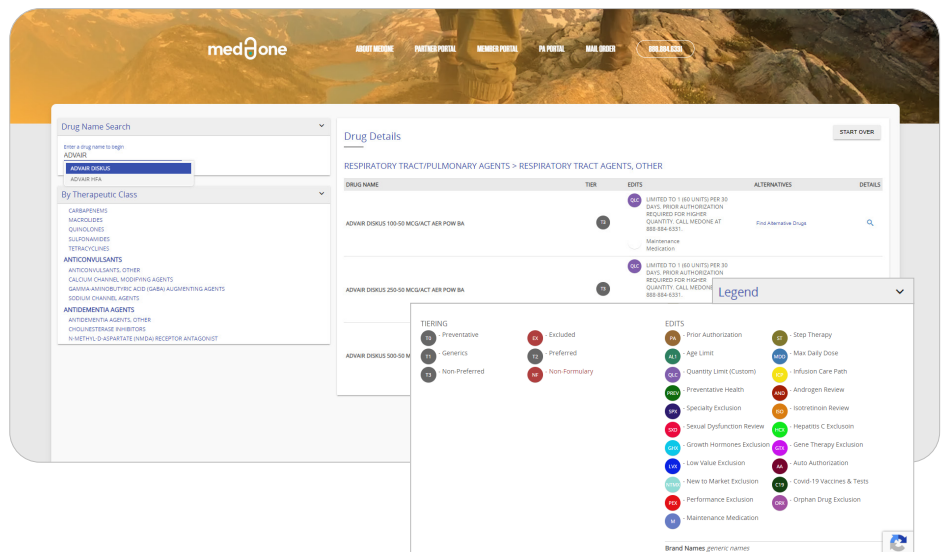 med one
ABOUT MEDONE PARTNER PORTAL MEMBER PORTAL PA PORTAL MAIL ORDER 888.884.6331
Drug Name Search
Enter a drug name to begin
ADVAIR
ADVAIR DISKUS
ADVAIR HFA
By Therapeutic Class
CARBAPENEMS
MACROLIDES
QUINOLONES
SULFONAMIDES
TETRACYCLINES
ANTICONVULSANTS
ANTICONVULSANTS, OTHER
CALCIUM CHANNEL MODIFYING AGENTS
GAMMA-AMINOBUTYRIC ACID (GABA) AUGMENTING AGENTS
SODIUM CHANNEL AGENTS
ANTIDEMENTIA AGENTS
ANTIDEMENTIA AGENTS, OTHER
CHOLINESTERASE INHIBITORS
N-METHYL-D-ASPARTATE (NMDA) RECEPTOR ANTAGONIST
Drug Details
START OVER
RESPIRATORY TRACT/PULMONARY AGENTS > RESPIRATORY TRACT AGENTS, OTHER
DRUG NAME TIER EDITS ALTERNATIVES DETAILS
ADVAIR DISKUS 100-50 MCG/ACT AER POW BA
T3
QLC LIMITED TO 1 (60 UNITS) PER 30
DAYS. PRIOR AUTHORIZATION
REQUIRED FOR HIGHER
QUANTITY. CALL MEDONE AT
888-884-6331.
Maintenance
Medication
Find Alternative Drugs
ADVAIR DISKUS 250-50 MCG/ACT AER POW BA
T3
QLC LIMITED TO 1 (60 UNITS) PER 30
DAYS. PRIOR AUTHORIZATION
REQUIRED FOR HIGHER
QUANTITY. CALL MEDONE
888-884-6331.
ADVAIR DISKUS 500-50 M
Legend
TIERING
T0 - Preventative
EX - Excluded
T1 - Generics
T2 - Preferred
T3 - Non-Preferred
NF - Non-Formulary
EDITS
PA - Prior Authorization
ST - Step Therapy
ALT - Age Limit
MDD - Max Daily Dose
QLC - Quantity Limit (Custom)
ICP - Infusion Care Path
PREV - Preventative Health
AND - Androgen Review
SPX - Specialty Exclusion
ISO - Isotretinoin Review
SXD - Sexual Dysfunction Review
HCX - Hepatitis C Exclusoin
GHX - Growth Hormones Exclusion
GTX - Gene Therapy Exclusion
LVX - Low Value Exclusion
AA - Auto Authorization
NTMX - New to Market Exclusion
C19 - Covid-19 Vaccines & Tests
PEX - Performance Exclusion
ORX - Orphan Drug Exclusion
M - Maintenance Medication
Brand Names generic names